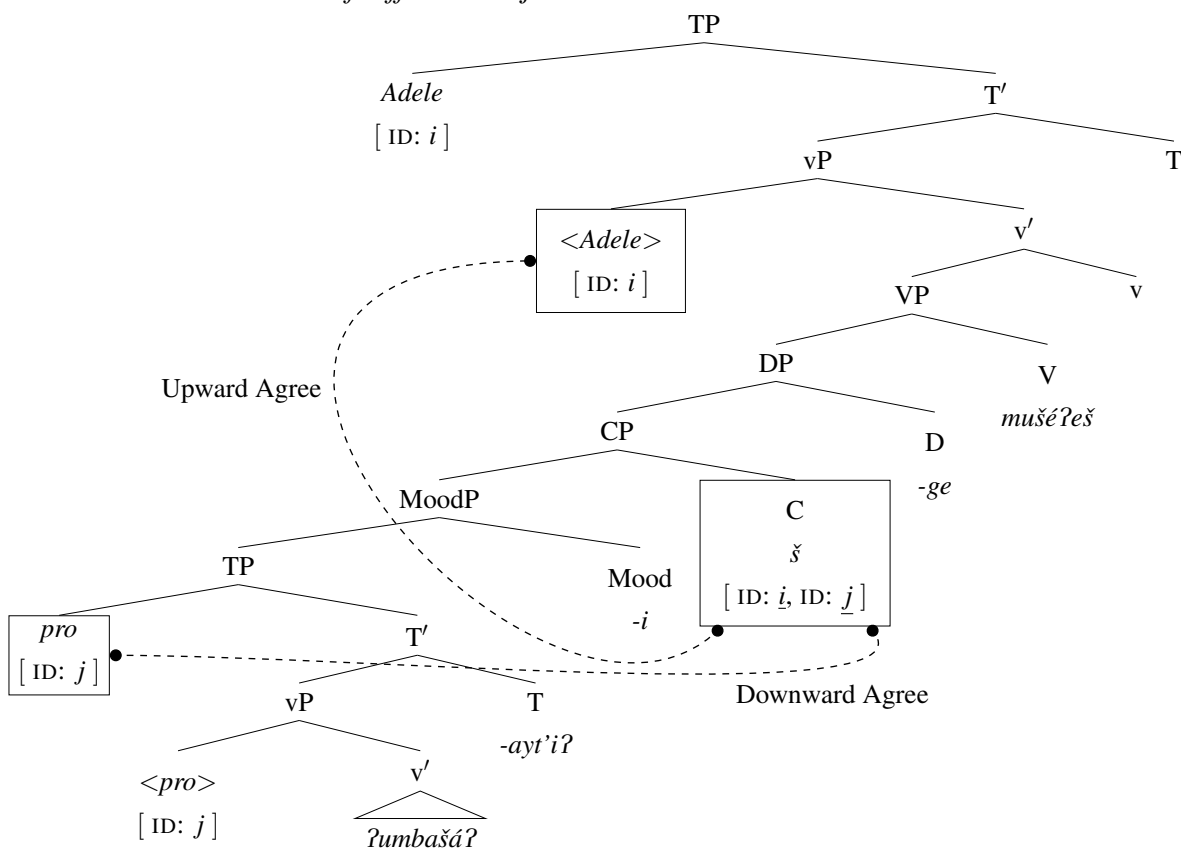 TP
Adele
[ ID: i ]
T′
vP
T
<Adele>
[ ID: i ]
v′
VP
v
DP
V
mušéʔeš
Upward Agree
CP
D
-ge
MoodP
C
š
[ ID: i, ID: j ]
TP
Mood
-i
pro
[ ID: j ]
T′
Downward Agree
vP
T
-ayt’iʔ
<pro>
[ ID: j ]
v′
ʔumbašáʔ